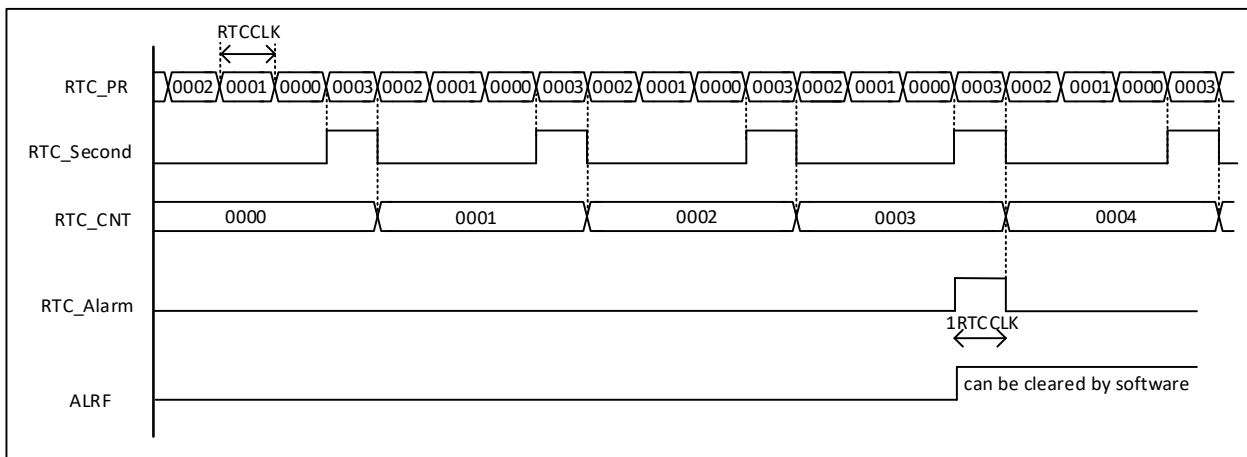 RTCCLK
RTC_PR 0002 0001 0000 0003 0002 0001 0000 0003 0002 0001 0000 0003 0002 0001 0000 0003 0002 0001 0000 0003
RTC_Second
RTC_CNT 0000 0001 0002 0003 0004
RTC_Alarm
1RTCCLK
can be cleared by software
ALRF